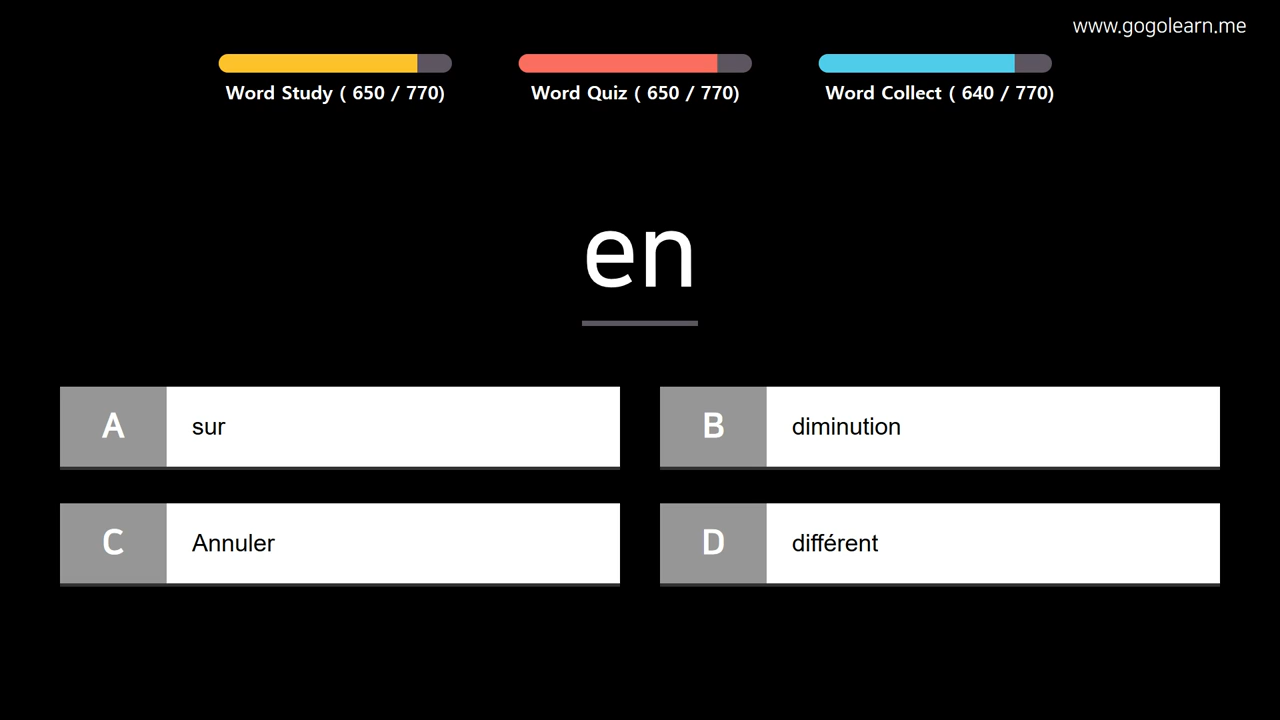 www.gogolearn.me
Word Study ( 650 / 770)
Word Quiz ( 650 / 770)
Word Collect ( 640 / 770)
en
A sur
B diminution
C Annuler
D différent